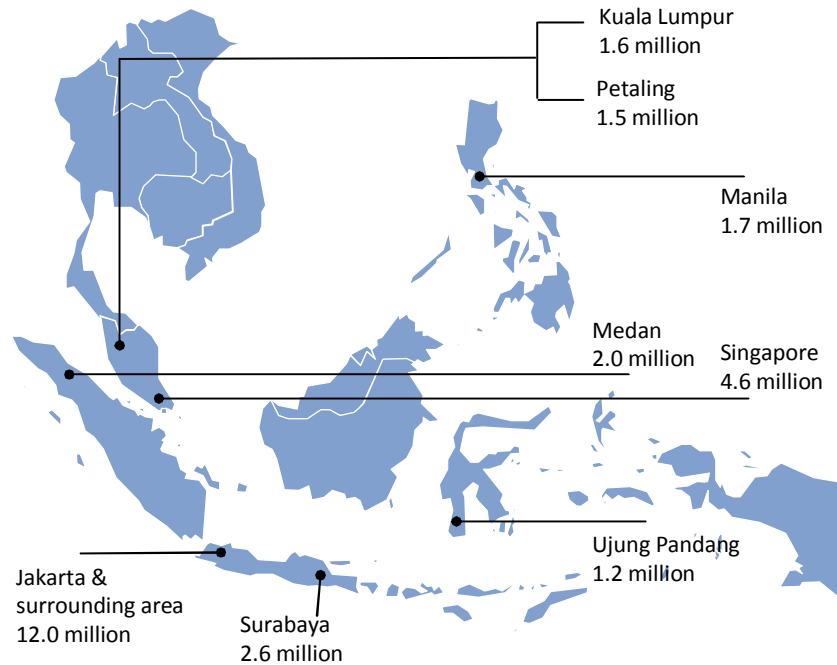 Kuala Lumpur
1.6 million
Petaling
1.5 million
Manila
1.7 million
Medan
2.0 million
Singapore
4.6 million
Ujung Pandang
1.2 million
Jakarta &
surrounding area
12.0 million
Surabaya
2.6 million